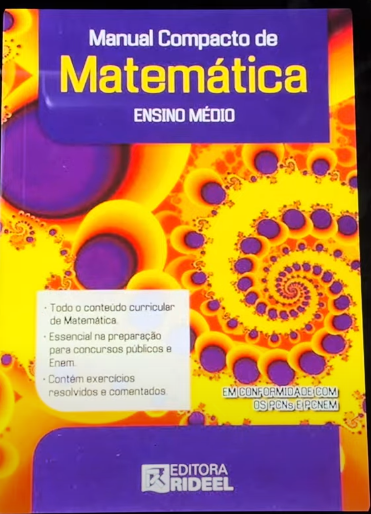 Manual Compacto de
Matemática
ENSINO MÉDIO
· Todo o conteúdo curricular
de Matemática.
· Essencial na preparação
para concursos públicos e
Enem.
· Contém exercícios
resolvidos e comentados.
EM CONFORMIDADE COM
OS PCNs E PCNEM
EDITORA
RIDEEL